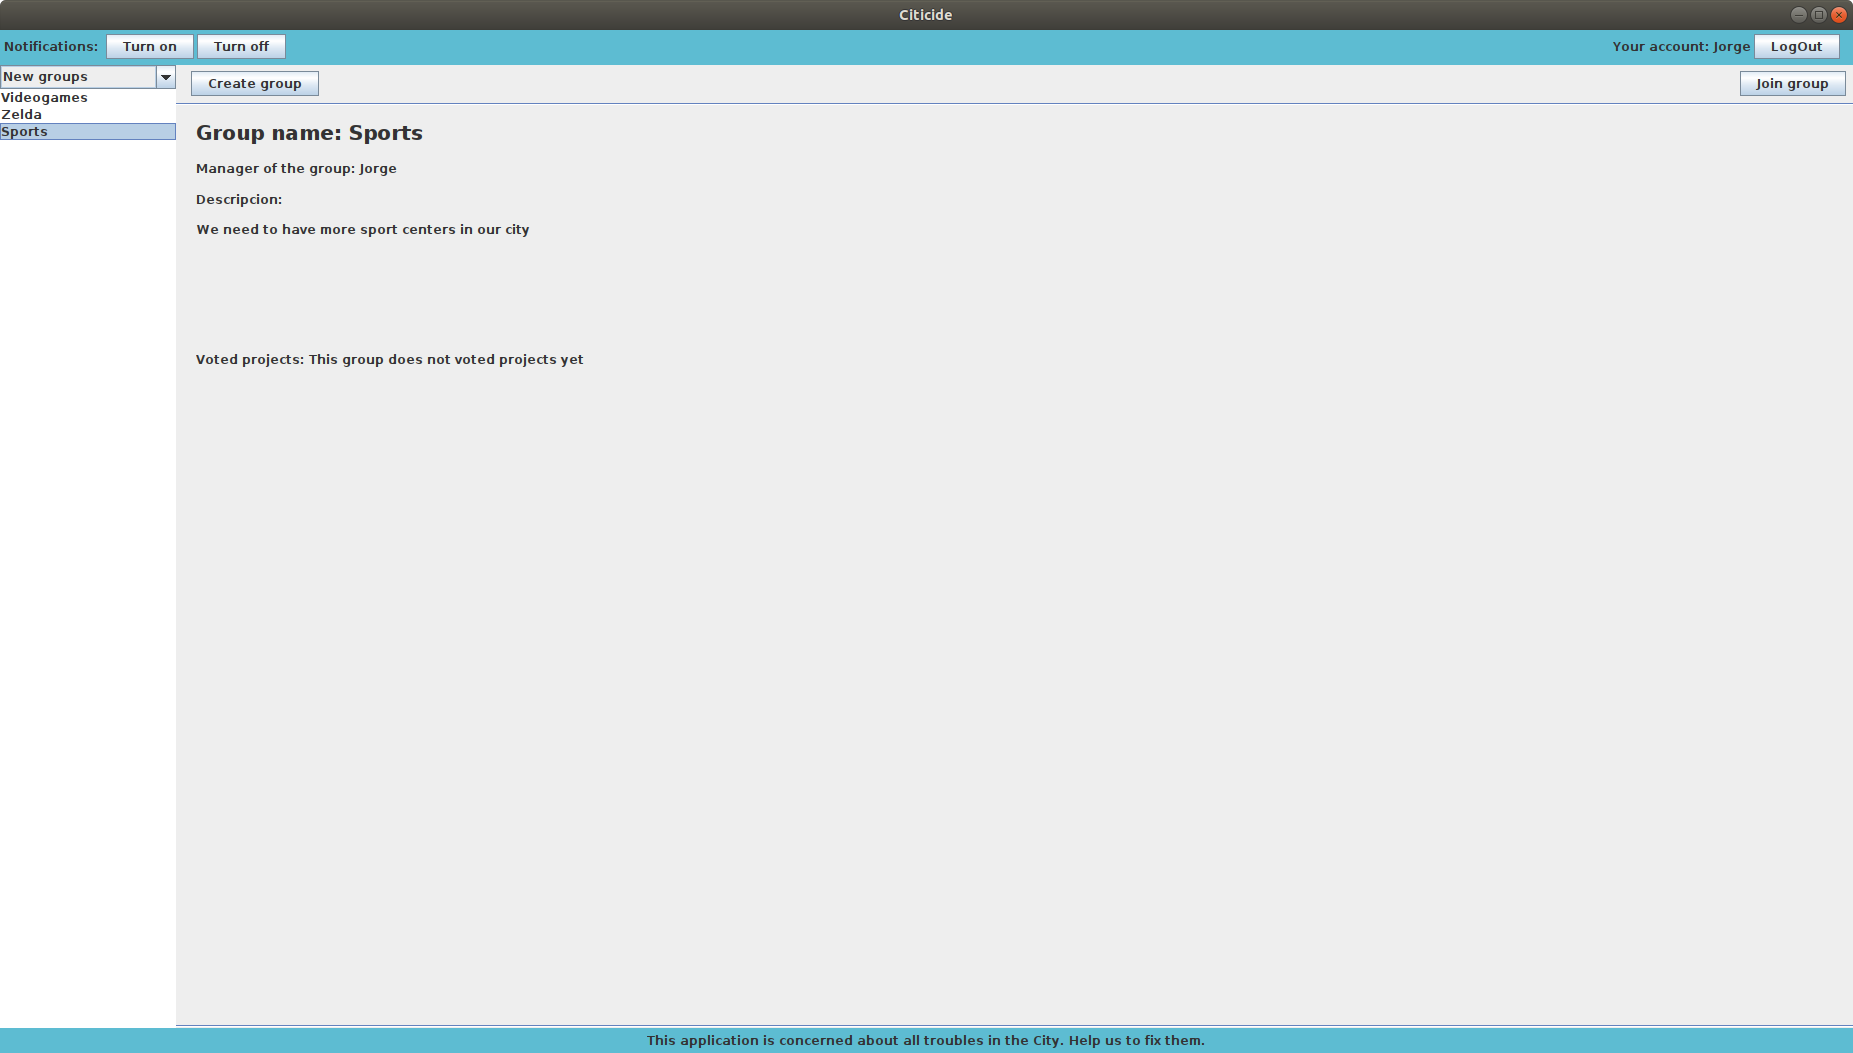 Citicide
Notifications: Turn on Turn off Your account: Jorge LogOut
New groups
Create group Join group
Videogames
Zelda
Sports
Group name: Sports
Manager of the group: Jorge
Descripcion:
We need to have more sport centers in our city
Voted projects: This group does not voted projects yet
This application is concerned about all troubles in the City. Help us to fix them.